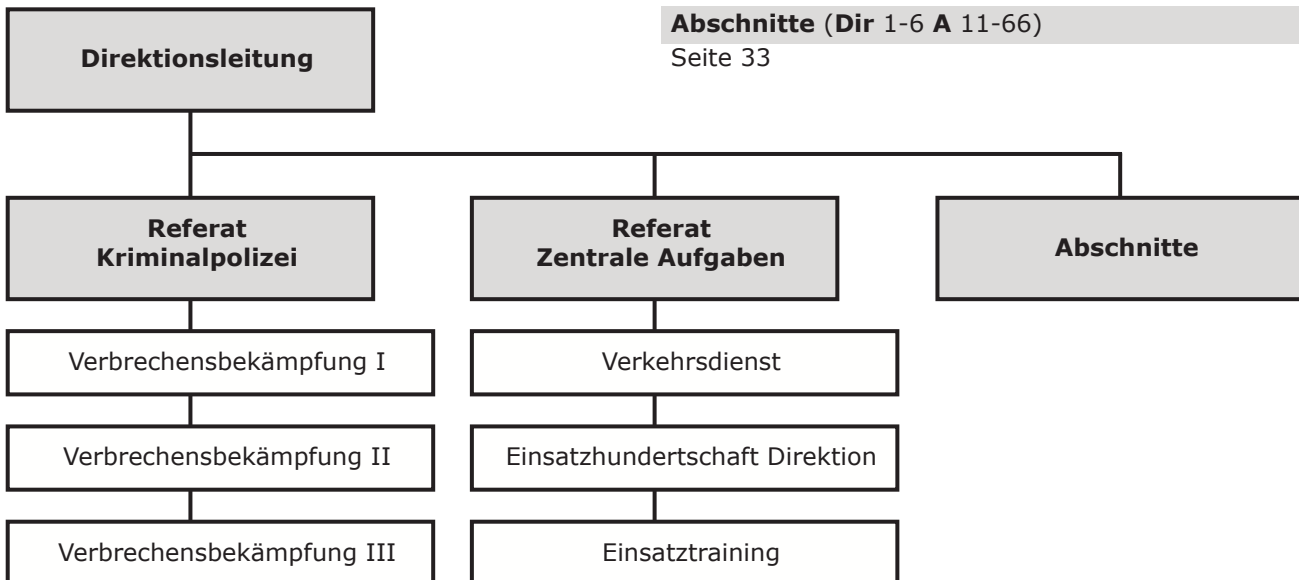 Abschnitte (Dir 1-6 A 11-66)
Seite 33
Direktionsleitung
Referat
Kriminalpolizei
Referat
Zentrale Aufgaben
Abschnitte
Verbrechensbekämpfung I
Verkehrsdienst
Verbrechensbekämpfung II
Einsatzhundertschaft Direktion
Verbrechensbekämpfung III
Einsatztraining